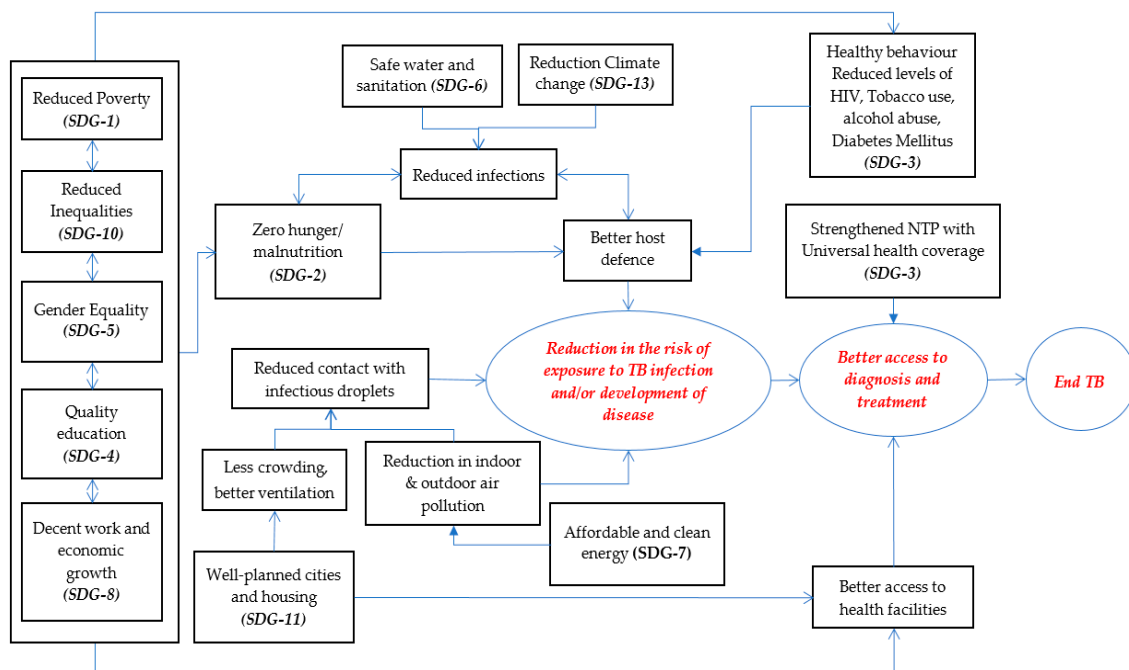 Reduced Poverty
(SDG-1)
Reduced
Inequalities
(SDG-10)
Gender Equality
(SDG-5)
Quality
education
(SDG-4)
Decent work and
economic
growth
(SDG-8)
Safe water and
sanitation (SDG-6)
Reduction Climate
change (SDG-13)
Reduced infections
Zero hunger/
malnutrition
(SDG-2)
Better host
defence
Healthy behaviour
Reduced levels of
HIV, Tobacco use,
alcohol abuse,
Diabetes Mellitus
(SDG-3)
Strengthened NTP with
Universal health coverage
(SDG-3)
Reduced contact with
infectious droplets
Reduction in the risk of
exposure to TB infection
and/or development of
disease
Better access to
diagnosis and
treatment
End TB
Less crowding,
better ventilation
Reduction in indoor
& outdoor air
pollution
Affordable and clean
energy (SDG-7)
Well-planned cities
and housing
(SDG-11)
Better access to
health facilities